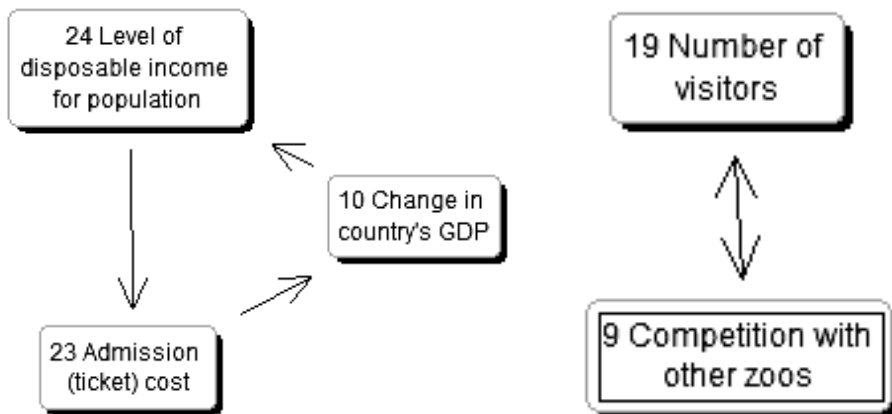 24 Level of
disposable income
for population
19 Number of
visitors
10 Change in
country's GDP
23 Admission
(ticket) cost
9 Competition with
other zoos